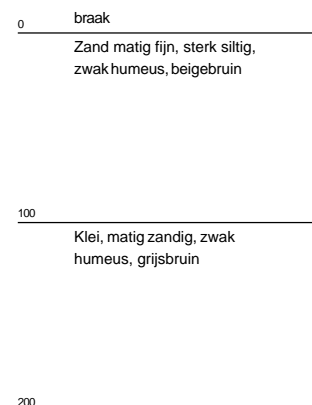 0 braak
Zand matig fijn, sterk siltig,
zwak humeus, beigebruin
100
Klei, matig zandig, zwak
humeus, grijsbruin
200